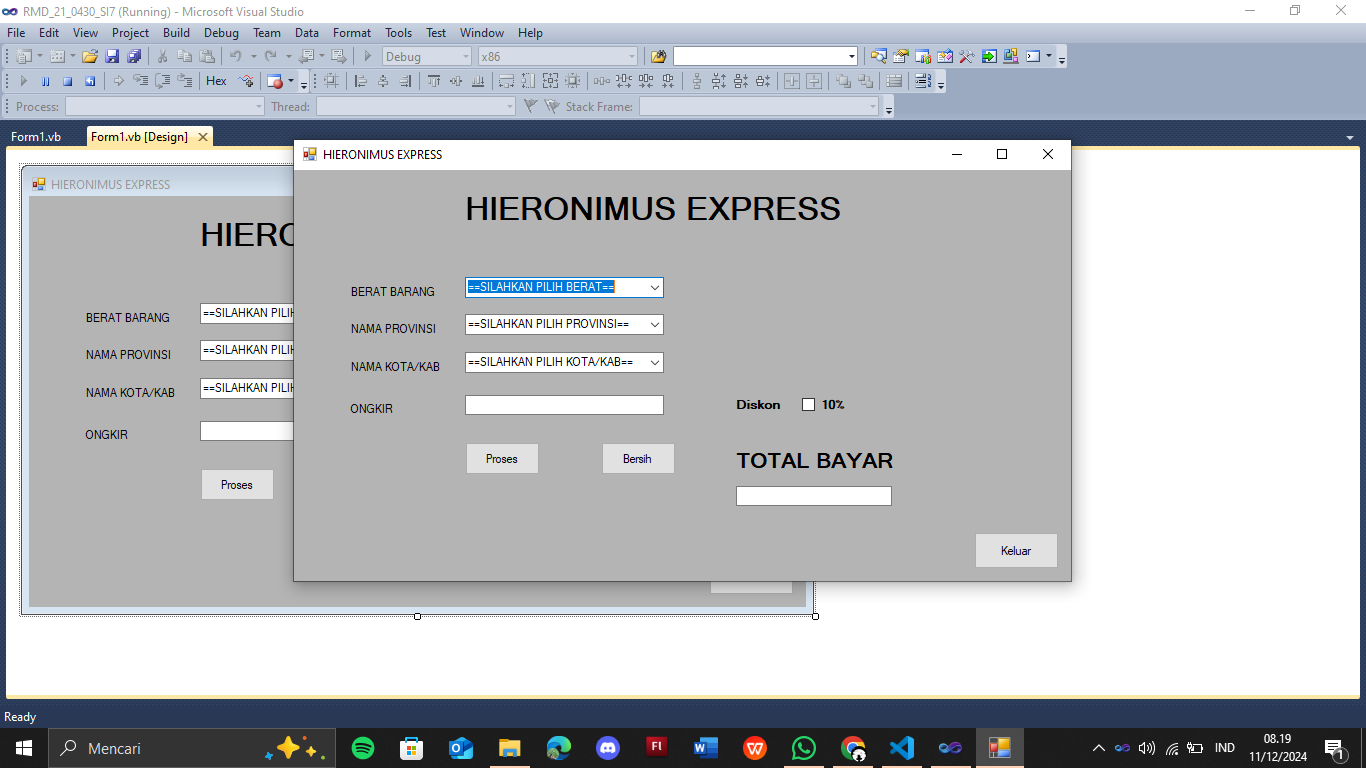 RMD_21_0430_SI7 (Running) - Microsoft Visual Studio
File Edit View Project Build Debug Team Data Format Tools Test Window Help
Debug x86
Hex
Process: Thread: Stack Frame:
Form1.vb Form1.vb [Design]
HIERONIMUS EXPRESS
HIERO
BERAT BARANG ==SILAHKAN PILIH
NAMA PROVINSI ==SILAHKAN PILIH
NAMA KOTA/KAB ==SILAHKAN PILIH
ONGKIR
Proses
HIERONIMUS EXPRESS
HIERONIMUS EXPRESS
BERAT BARANG ==SILAHKAN PILIH BERAT==
NAMA PROVINSI ==SILAHKAN PILIH PROVINSI==
NAMA KOTA/KAB ==SILAHKAN PILIH KOTA/KAB==
ONGKIR Diskon 10%
Proses Bersih TOTAL BAYAR
Keluar
Ready
Mencari Fl W IND 08.19
11/12/2024 1